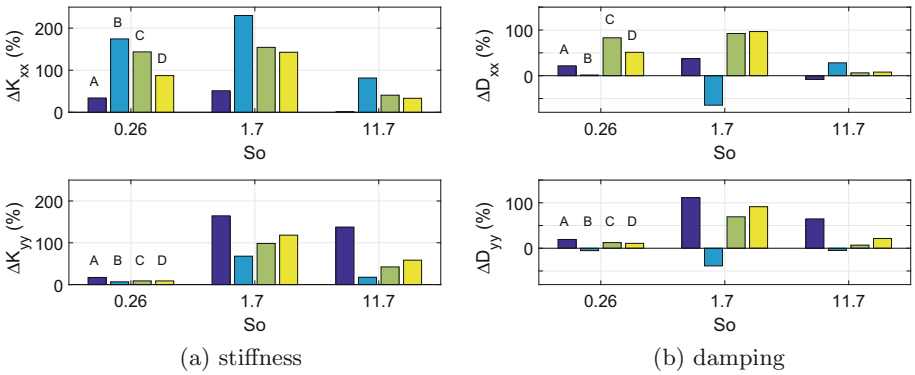 ΔK_xx (%)
200
100
0
A
B
C
D
0.26
1.7
11.7
So
ΔD_xx (%)
100
0
A
B
C
D
0.26
1.7
11.7
So
ΔK_yy (%)
200
100
0
A
B
C
D
0.26
1.7
11.7
So
ΔD_yy (%)
100
0
A
B
C
D
0.26
1.7
11.7
So
(a) stiffness
(b) damping